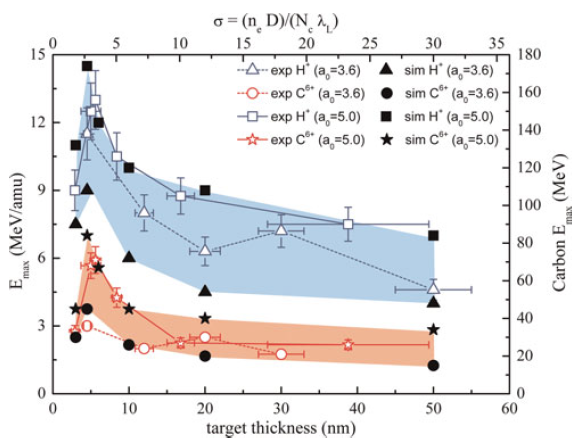 σ = (nₑ D)/(N_c λ_L)
0 5 10 15 20 25 30 35
15 180
160
12 140
120
9 100
80
6 60
3 40
20
0 0
E_max (MeV/amu)
Carbon E_max (MeV)
exp H⁺ (a₀=3.6) sim H⁺ (a₀=3.6)
exp C⁶⁺ (a₀=3.6) sim C⁶⁺ (a₀=3.6)
exp H⁺ (a₀=5.0) sim H⁺ (a₀=5.0)
exp C⁶⁺ (a₀=5.0) sim C⁶⁺ (a₀=5.0)
0 10 20 30 40 50 60
target thickness (nm)